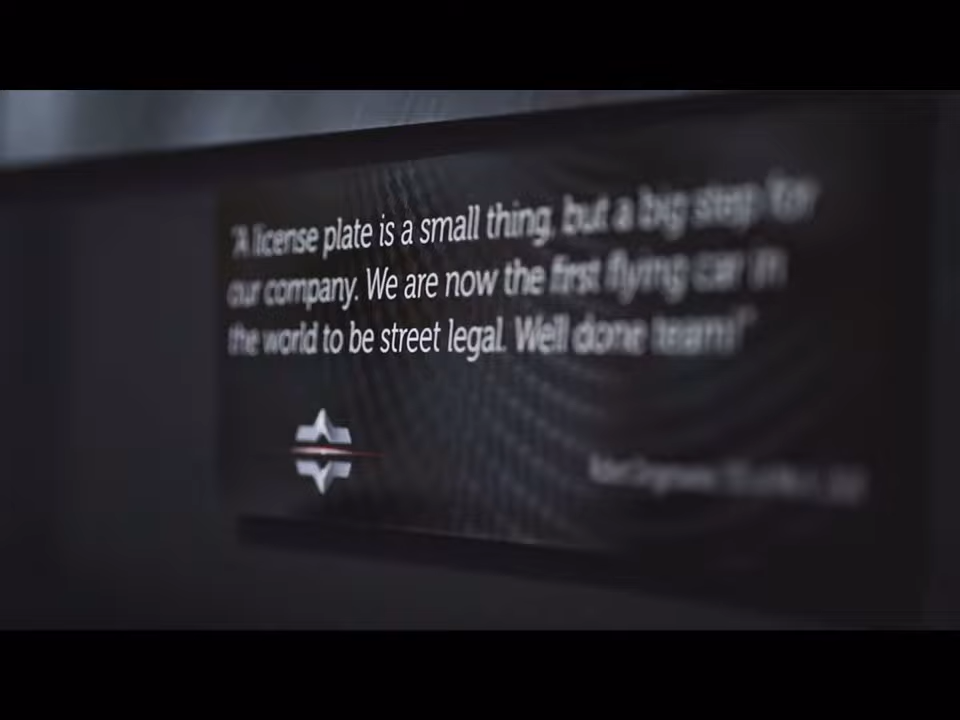 "A license plate is a small thing, but a big step for
our company. We are now the first flying car in
the world to be street legal. Well done team!"